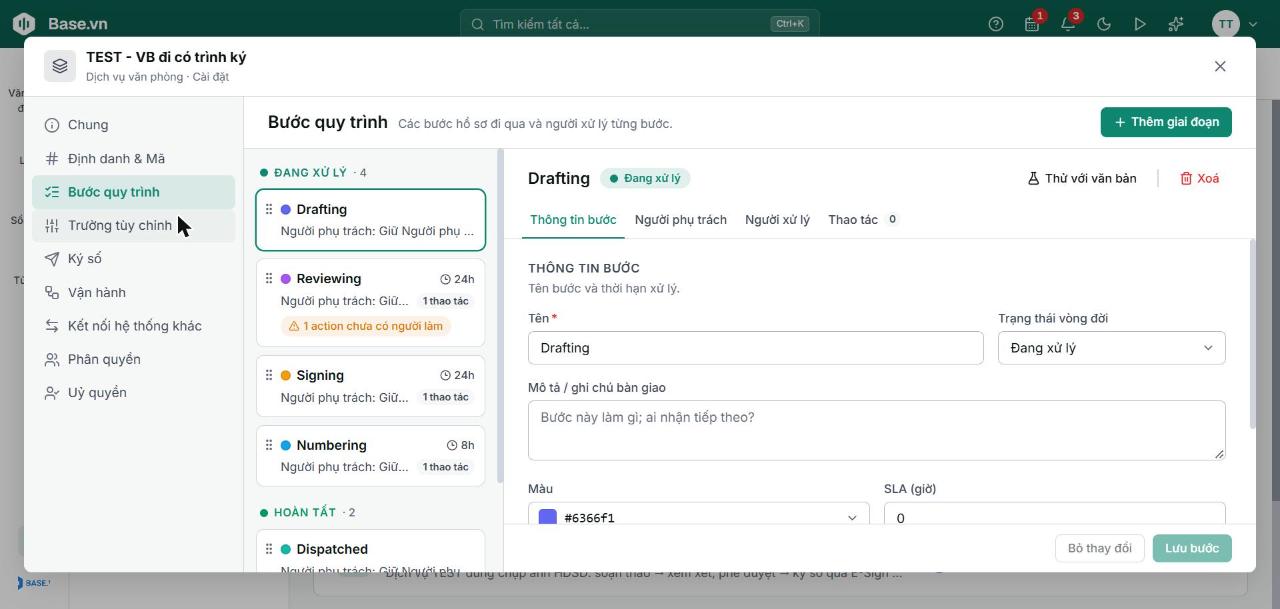 Base.vn
Tìm kiếm tất cả...
Ctrl+K
1
3
TT
TEST - VB đi có trình ký
Dịch vụ văn phòng · Cài đặt
Chung
Định danh & Mã
Bước quy trình
Trường tùy chỉnh
Ký số
Vận hành
Kết nối hệ thống khác
Phân quyền
Uỷ quyền
Bước quy trình
Các bước hồ sơ đi qua và người xử lý từng bước.
+ Thêm giai đoạn
ĐANG XỬ LÝ · 4
Drafting
Người phụ trách: Giữ Người phụ ...
Reviewing
24h
Người phụ trách: Giữ...
1 thao tác
1 action chưa có người làm
Signing
24h
Người phụ trách: Giữ...
1 thao tác
Numbering
8h
Người phụ trách: Giữ...
1 thao tác
HOÀN TẤT · 2
Dispatched
Drafting
Đang xử lý
Thử với văn bản
Xoá
Thông tin bước
Người phụ trách
Người xử lý
Thao tác 0
THÔNG TIN BƯỚC
Tên bước và thời hạn xử lý.
Tên *
Trạng thái vòng đời
Drafting
Đang xử lý
Mô tả / ghi chú bàn giao
Bước này làm gì; ai nhận tiếp theo?
Màu
SLA (giờ)
#6366f1
0
Bỏ thay đổi
Lưu bước